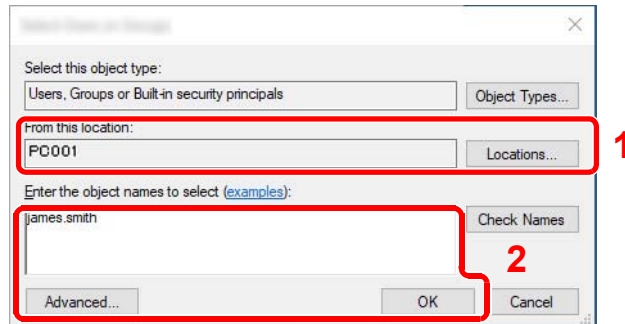 Select this object type:
Users, Groups or Built-in security principals
Object Types...
From this location:
PC001
Locations...
1
Enter the object names to select (examples):
james.smith
Check Names
2
Advanced...
OK
Cancel